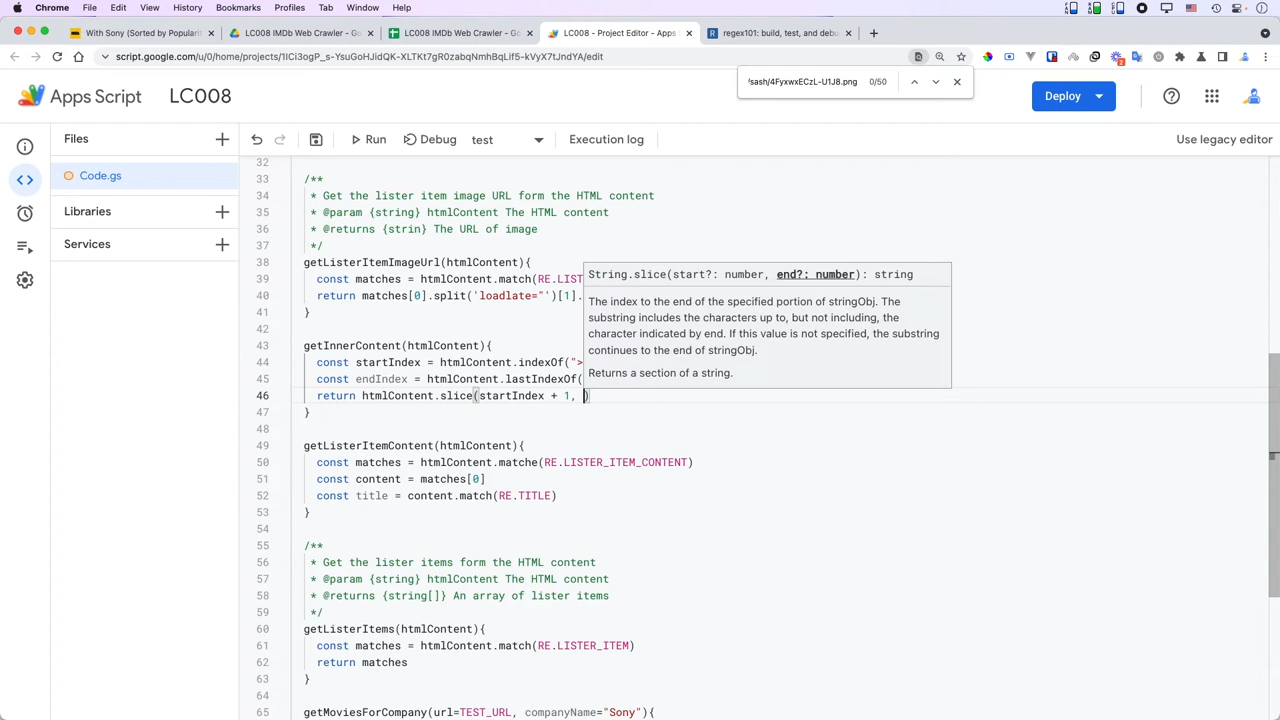 Chrome File Edit View History Bookmarks Profiles Tab Window Help
With Sony (Sorted by Populari
LC008 IMDb Web Crawler - Go
LC008 IMDb Web Crawler - Go
LC008 - Project Editor - Apps S
regex101: build, test, and deb
script.google.com/u/0/home/projects/1lCi3ogP_s-YsuGoHJidQK-XLTKt7gR0zabqNmhBqLif5-kVyX7tJndYA/edit
'sash/4FyxwxECzL-U1J8.png 0/50
Apps Script LC008 Deploy
Files Run Debug test Execution log Use legacy editor
Code.gs
Libraries
Services
32
33 /**
34 * Get the lister item image URL form the HTML content
35 * @param {string} htmlContent The HTML content
36 * @returns {strin} The URL of image
37 */
38 getListerItemImageUrl(htmlContent){
39 const matches = htmlContent.match(RE.LIST
40 return matches[0].split('loadlate="')[1].
41 }
42
43 getInnerContent(htmlContent){
44 const startIndex = htmlContent.indexOf(">
45 const endIndex = htmlContent.lastIndexOf(
46 return htmlContent.slice(startIndex + 1, )
47 }
48
49 getListerItemContent(htmlContent){
50 const matches = htmlContent.matche(RE.LISTER_ITEM_CONTENT)
51 const content = matches[0]
52 const title = content.match(RE.TITLE)
53 }
54
55 /**
56 * Get the lister items form the HTML content
57 * @param {string} htmlContent The HTML content
58 * @returns {string[]} An array of lister items
59 */
60 getListerItems(htmlContent){
61 const matches = htmlContent.match(RE.LISTER_ITEM)
62 return matches
63 }
64
65 getMoviesForCompany(url=TEST_URL, companyName="Sony"){
String.slice(start?: number, end?: number): string
The index to the end of the specified portion of stringObj. The
substring includes the characters up to, but not including, the
character indicated by end. If this value is not specified, the substring
continues to the end of stringObj.
Returns a section of a string.